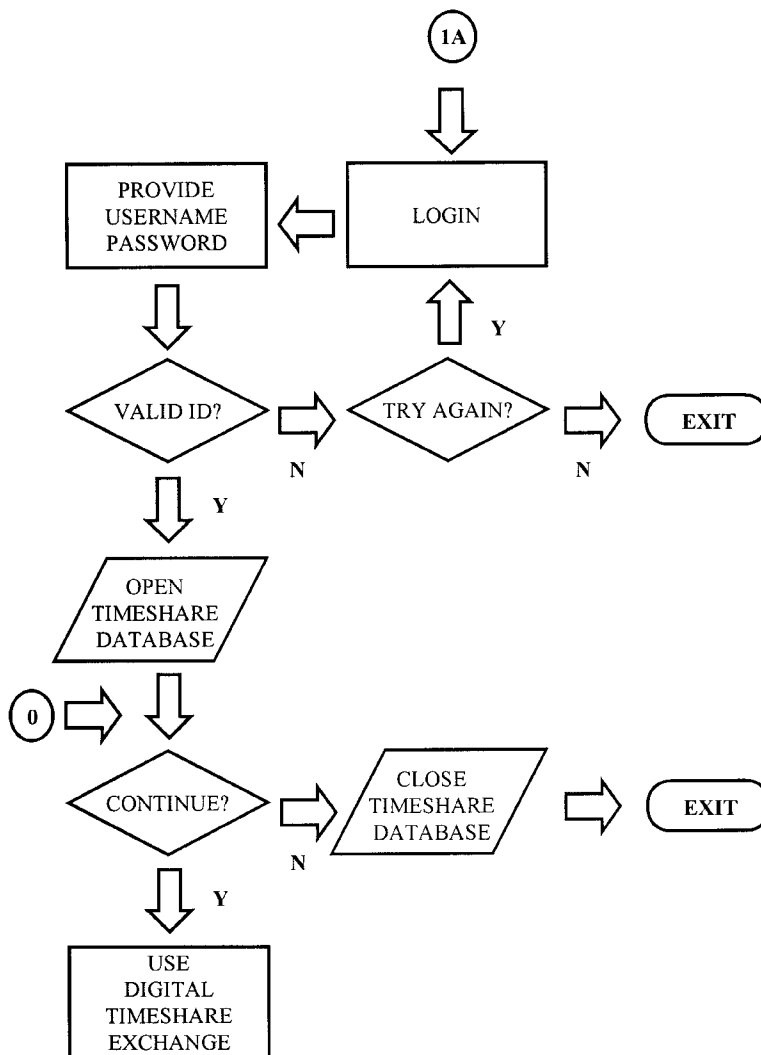 1A
PROVIDE
USERNAME
PASSWORD
LOGIN
Y
VALID ID?
N
TRY AGAIN?
N
EXIT
Y
OPEN
TIMESHARE
DATABASE
0
CONTINUE?
N
CLOSE
TIMESHARE
DATABASE
EXIT
Y
USE
DIGITAL
TIMESHARE
EXCHANGE